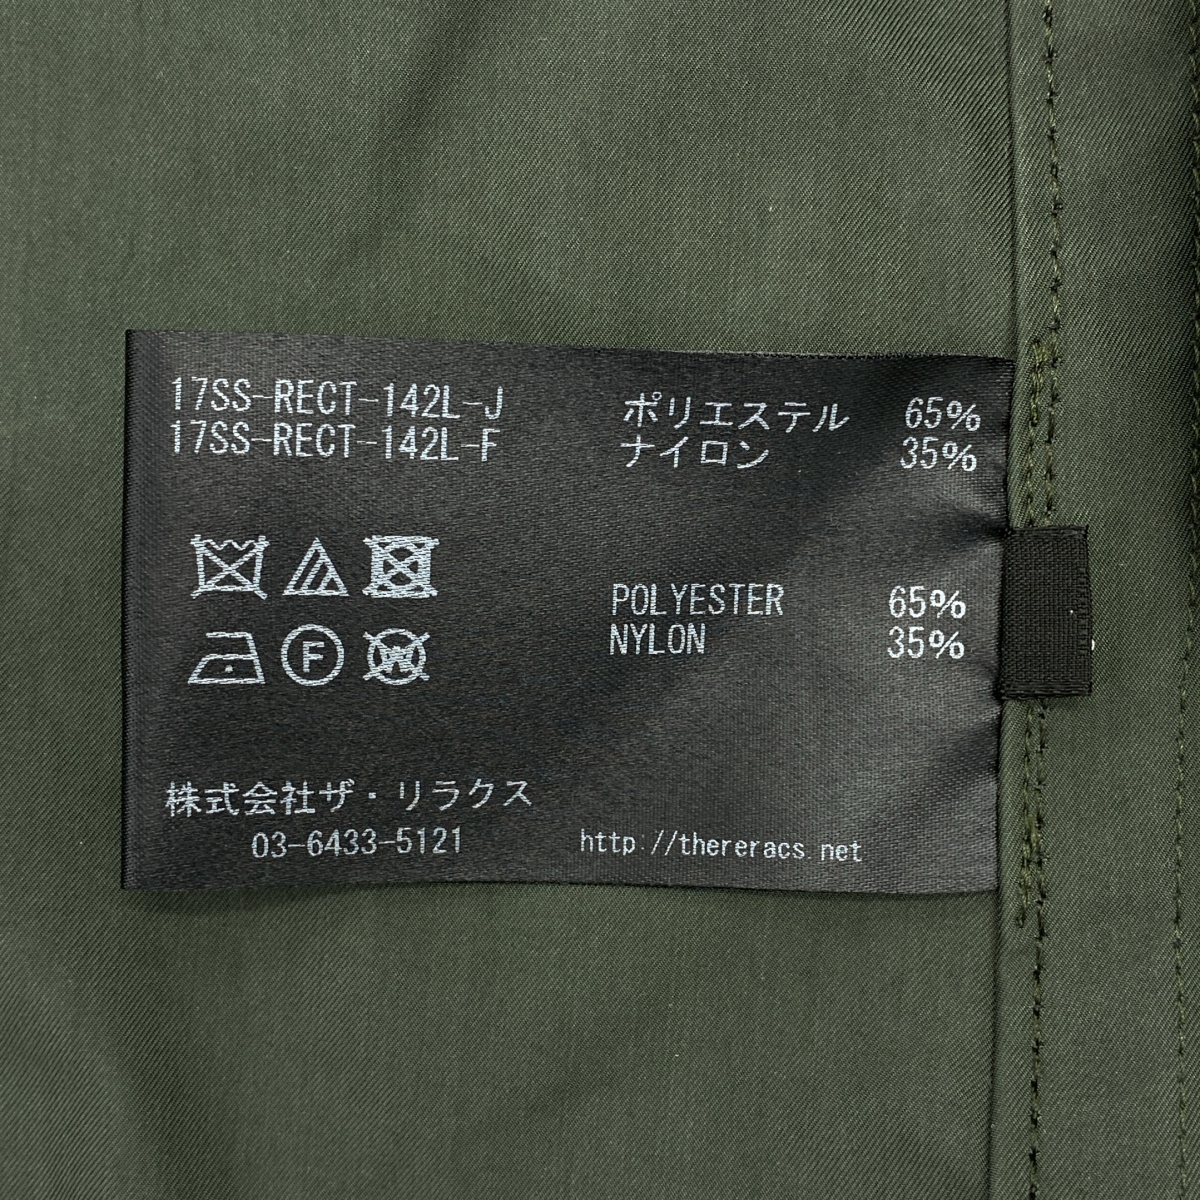 17SS-RECT-142L-J
17SS-RECT-142L-F
ポリエステル 65%
ナイロン 35%
POLYESTER 65%
NYLON 35%
F
W
株式会社ザ・リラクス
03-6433-5121
http://thereracs.net